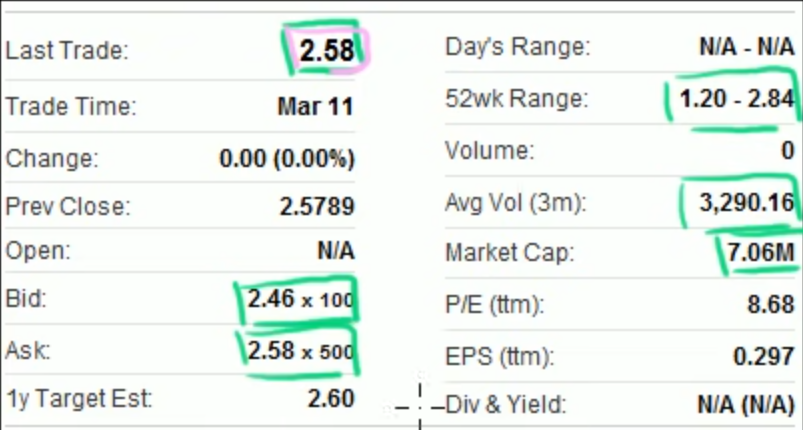 Last Trade: 2.58
Trade Time: Mar 11
Change: 0.00 (0.00%)
Prev Close: 2.5789
Open: N/A
Bid: 2.46 x 100
Ask: 2.58 x 500
1y Target Est: 2.60
Day's Range: N/A - N/A
52wk Range: 1.20 - 2.84
Volume: 0
Avg Vol (3m): 3,290.16
Market Cap: 7.06M
P/E (ttm): 8.68
EPS (ttm): 0.297
Div & Yield: N/A (N/A)